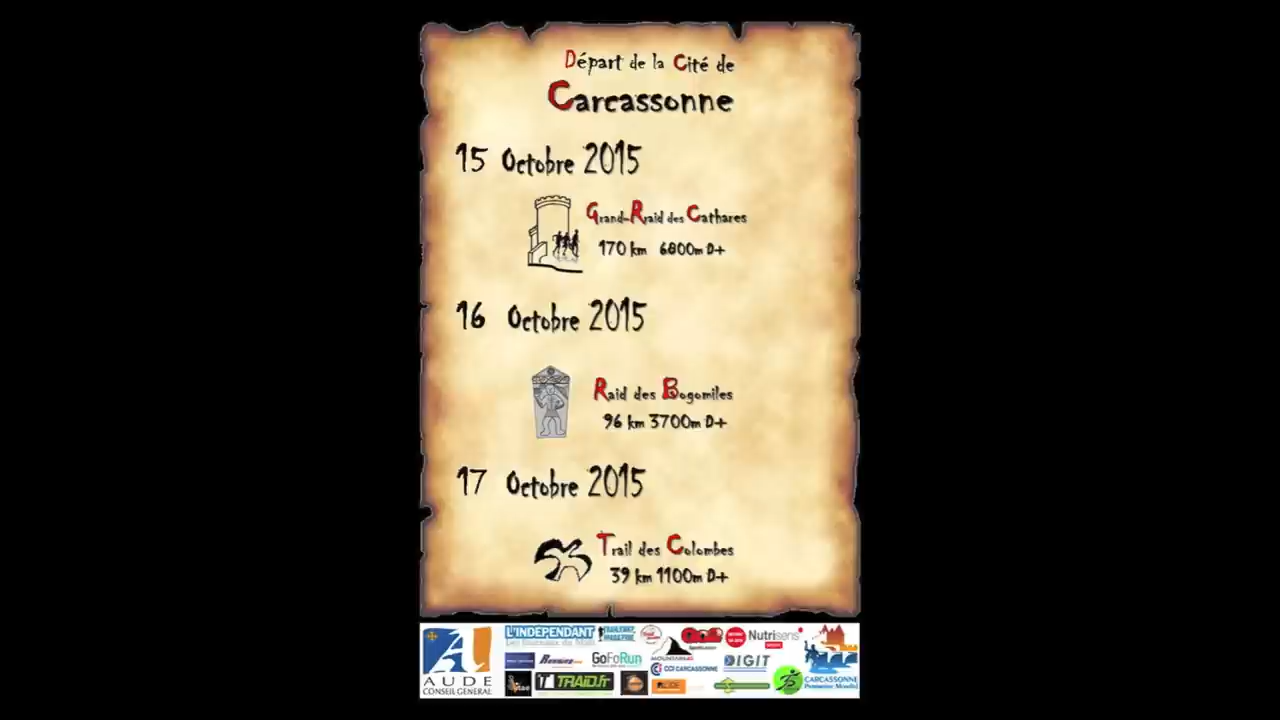 Départ de la Cité de
Carcassonne
15 Octobre 2015
Grand-Raid des Cathares
170 km 6800m D+
16 Octobre 2015
Raid des Bogomiles
96 km 3700m D+
17 Octobre 2015
Trail des Colombes
39 km 1100m D+
AUDE
CONSEIL GENERAL
L'INDEPENDANT
GoFoRun
TRAID.fr
CCI CARCASSONNE
Nutrisens
DIGIT
CARCASSONNE